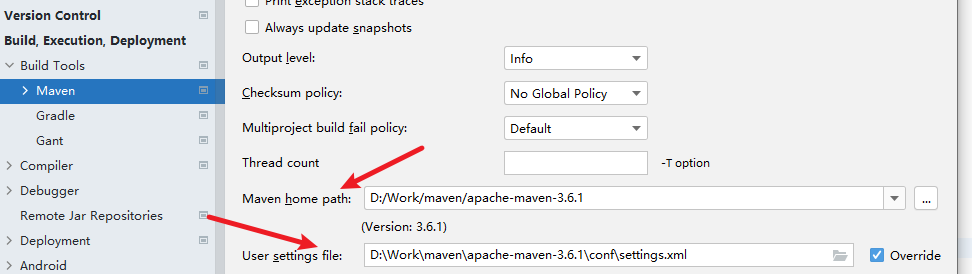 Version Control
Build, Execution, Deployment
Build Tools
Maven
Gradle
Gant
Compiler
Debugger
Remote Jar Repositories
Deployment
Android
Print exception stack traces
Always update snapshots
Output level: Info
Checksum policy: No Global Policy
Multiproject build fail policy: Default
Thread count -T option
Maven home path: D:/Work/maven/apache-maven-3.6.1 ...
(Version: 3.6.1)
User settings file: D:\Work\maven\apache-maven-3.6.1\conf\settings.xml Override